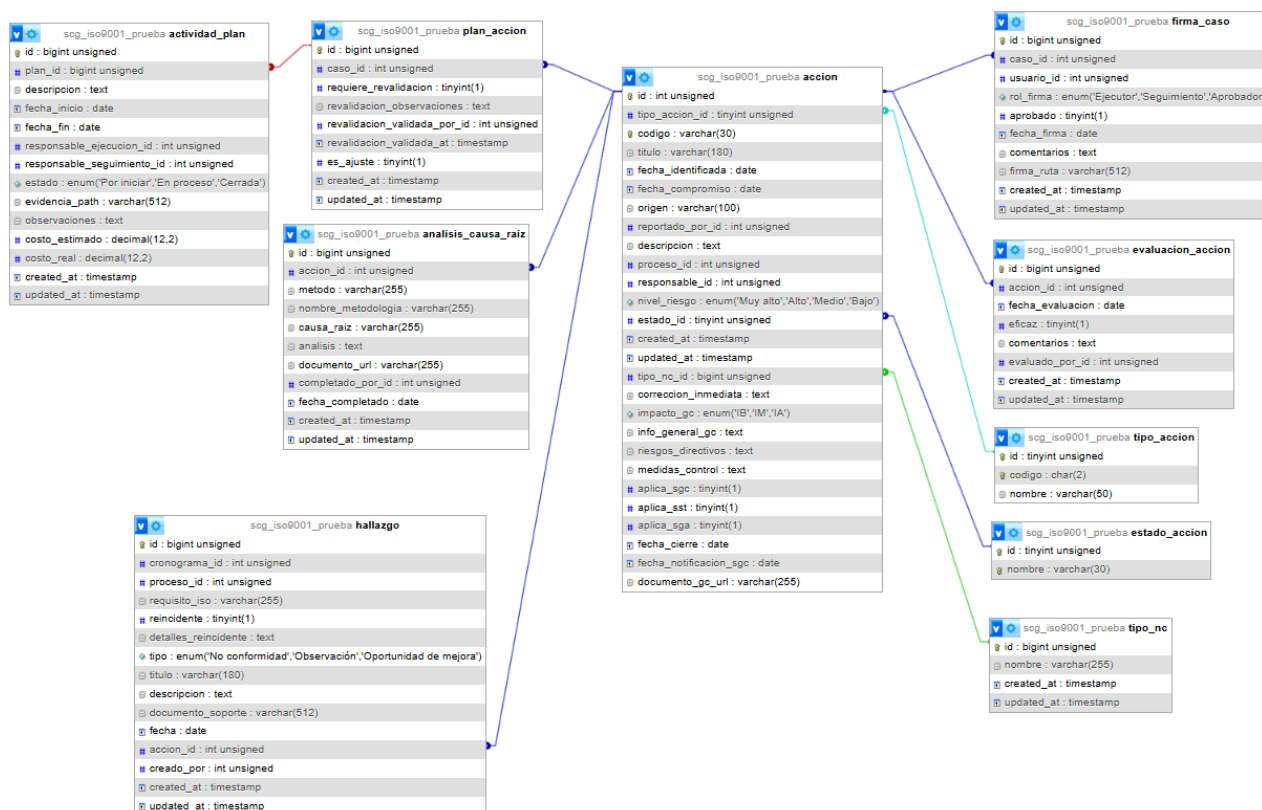 scg_iso9001_prueba actividad_plan
id : bigint unsigned
plan_id : bigint unsigned
descripcion : text
fecha_inicio : date
fecha_fin : date
responsable_ejecucion_id : int unsigned
responsable_seguimiento_id : int unsigned
estado : enum('Por iniciar','En proceso','Cerrada')
evidencia_path : varchar(512)
observaciones : text
costo_estimado : decimal(12,2)
costo_real : decimal(12,2)
created_at : timestamp
updated_at : timestamp
scg_iso9001_prueba plan_accion
id : bigint unsigned
caso_id : int unsigned
requiere_revalidacion : tinyint(1)
revalidacion_observaciones : text
revalidacion_validada_por_id : int unsigned
revalidacion_validada_at : timestamp
es_ajuste : tinyint(1)
created_at : timestamp
updated_at : timestamp
scg_iso9001_prueba analisis_causa_raiz
id : bigint unsigned
accion_id : int unsigned
metodo : varchar(255)
nombre_metodologia : varchar(255)
causa_raiz : varchar(255)
analisis : text
documento_url : varchar(255)
completado_por_id : int unsigned
fecha_completado : date
created_at : timestamp
updated_at : timestamp
scg_iso9001_prueba hallazgo
id : bigint unsigned
cronograma_id : int unsigned
proceso_id : int unsigned
requisito_iso : varchar(255)
reincidente : tinyint(1)
detalles_reincidente : text
tipo : enum('No conformidad','Observación','Oportunidad de mejora')
titulo : varchar(180)
descripcion : text
documento_soporte : varchar(512)
fecha : date
accion_id : int unsigned
creado_por : int unsigned
created_at : timestamp
updated_at : timestamp
scg_iso9001_prueba accion
id : int unsigned
tipo_accion_id : tinyint unsigned
codigo : varchar(30)
titulo : varchar(180)
fecha_identificada : date
fecha_compromiso : date
origen : varchar(100)
reportado_por_id : int unsigned
descripcion : text
proceso_id : int unsigned
responsable_id : int unsigned
nivel_riesgo : enum('Muy alto','Alto','Medio','Bajo')
estado_id : tinyint unsigned
created_at : timestamp
updated_at : timestamp
tipo_nc_id : bigint unsigned
correccion_inmediata : text
impacto_gc : enum('IB','IM','IA')
info_general_gc : text
riesgos_directivos : text
medidas_control : text
aplica_sgc : tinyint(1)
aplica_sst : tinyint(1)
aplica_sga : tinyint(1)
fecha_cierre : date
fecha_notificacion_sgc : date
documento_gc_url : varchar(255)
scg_iso9001_prueba firma_caso
id : bigint unsigned
caso_id : int unsigned
usuario_id : int unsigned
rol_firma : enum('Ejecutor','Seguimiento','Aprobador
aprobado : tinyint(1)
fecha_firma : date
comentarios : text
firma_ruta : varchar(512)
created_at : timestamp
updated_at : timestamp
scg_iso9001_prueba evaluacion_accion
id : bigint unsigned
accion_id : int unsigned
fecha_evaluacion : date
eficaz : tinyint(1)
comentarios : text
evaluado_por_id : int unsigned
created_at : timestamp
updated_at : timestamp
scg_iso9001_prueba tipo_accion
id : tinyint unsigned
codigo : char(2)
nombre : varchar(50)
scg_iso9001_prueba estado_accion
id : tinyint unsigned
nombre : varchar(30)
scg_iso9001_prueba tipo_nc
id : bigint unsigned
nombre : varchar(255)
created_at : timestamp
updated_at : timestamp